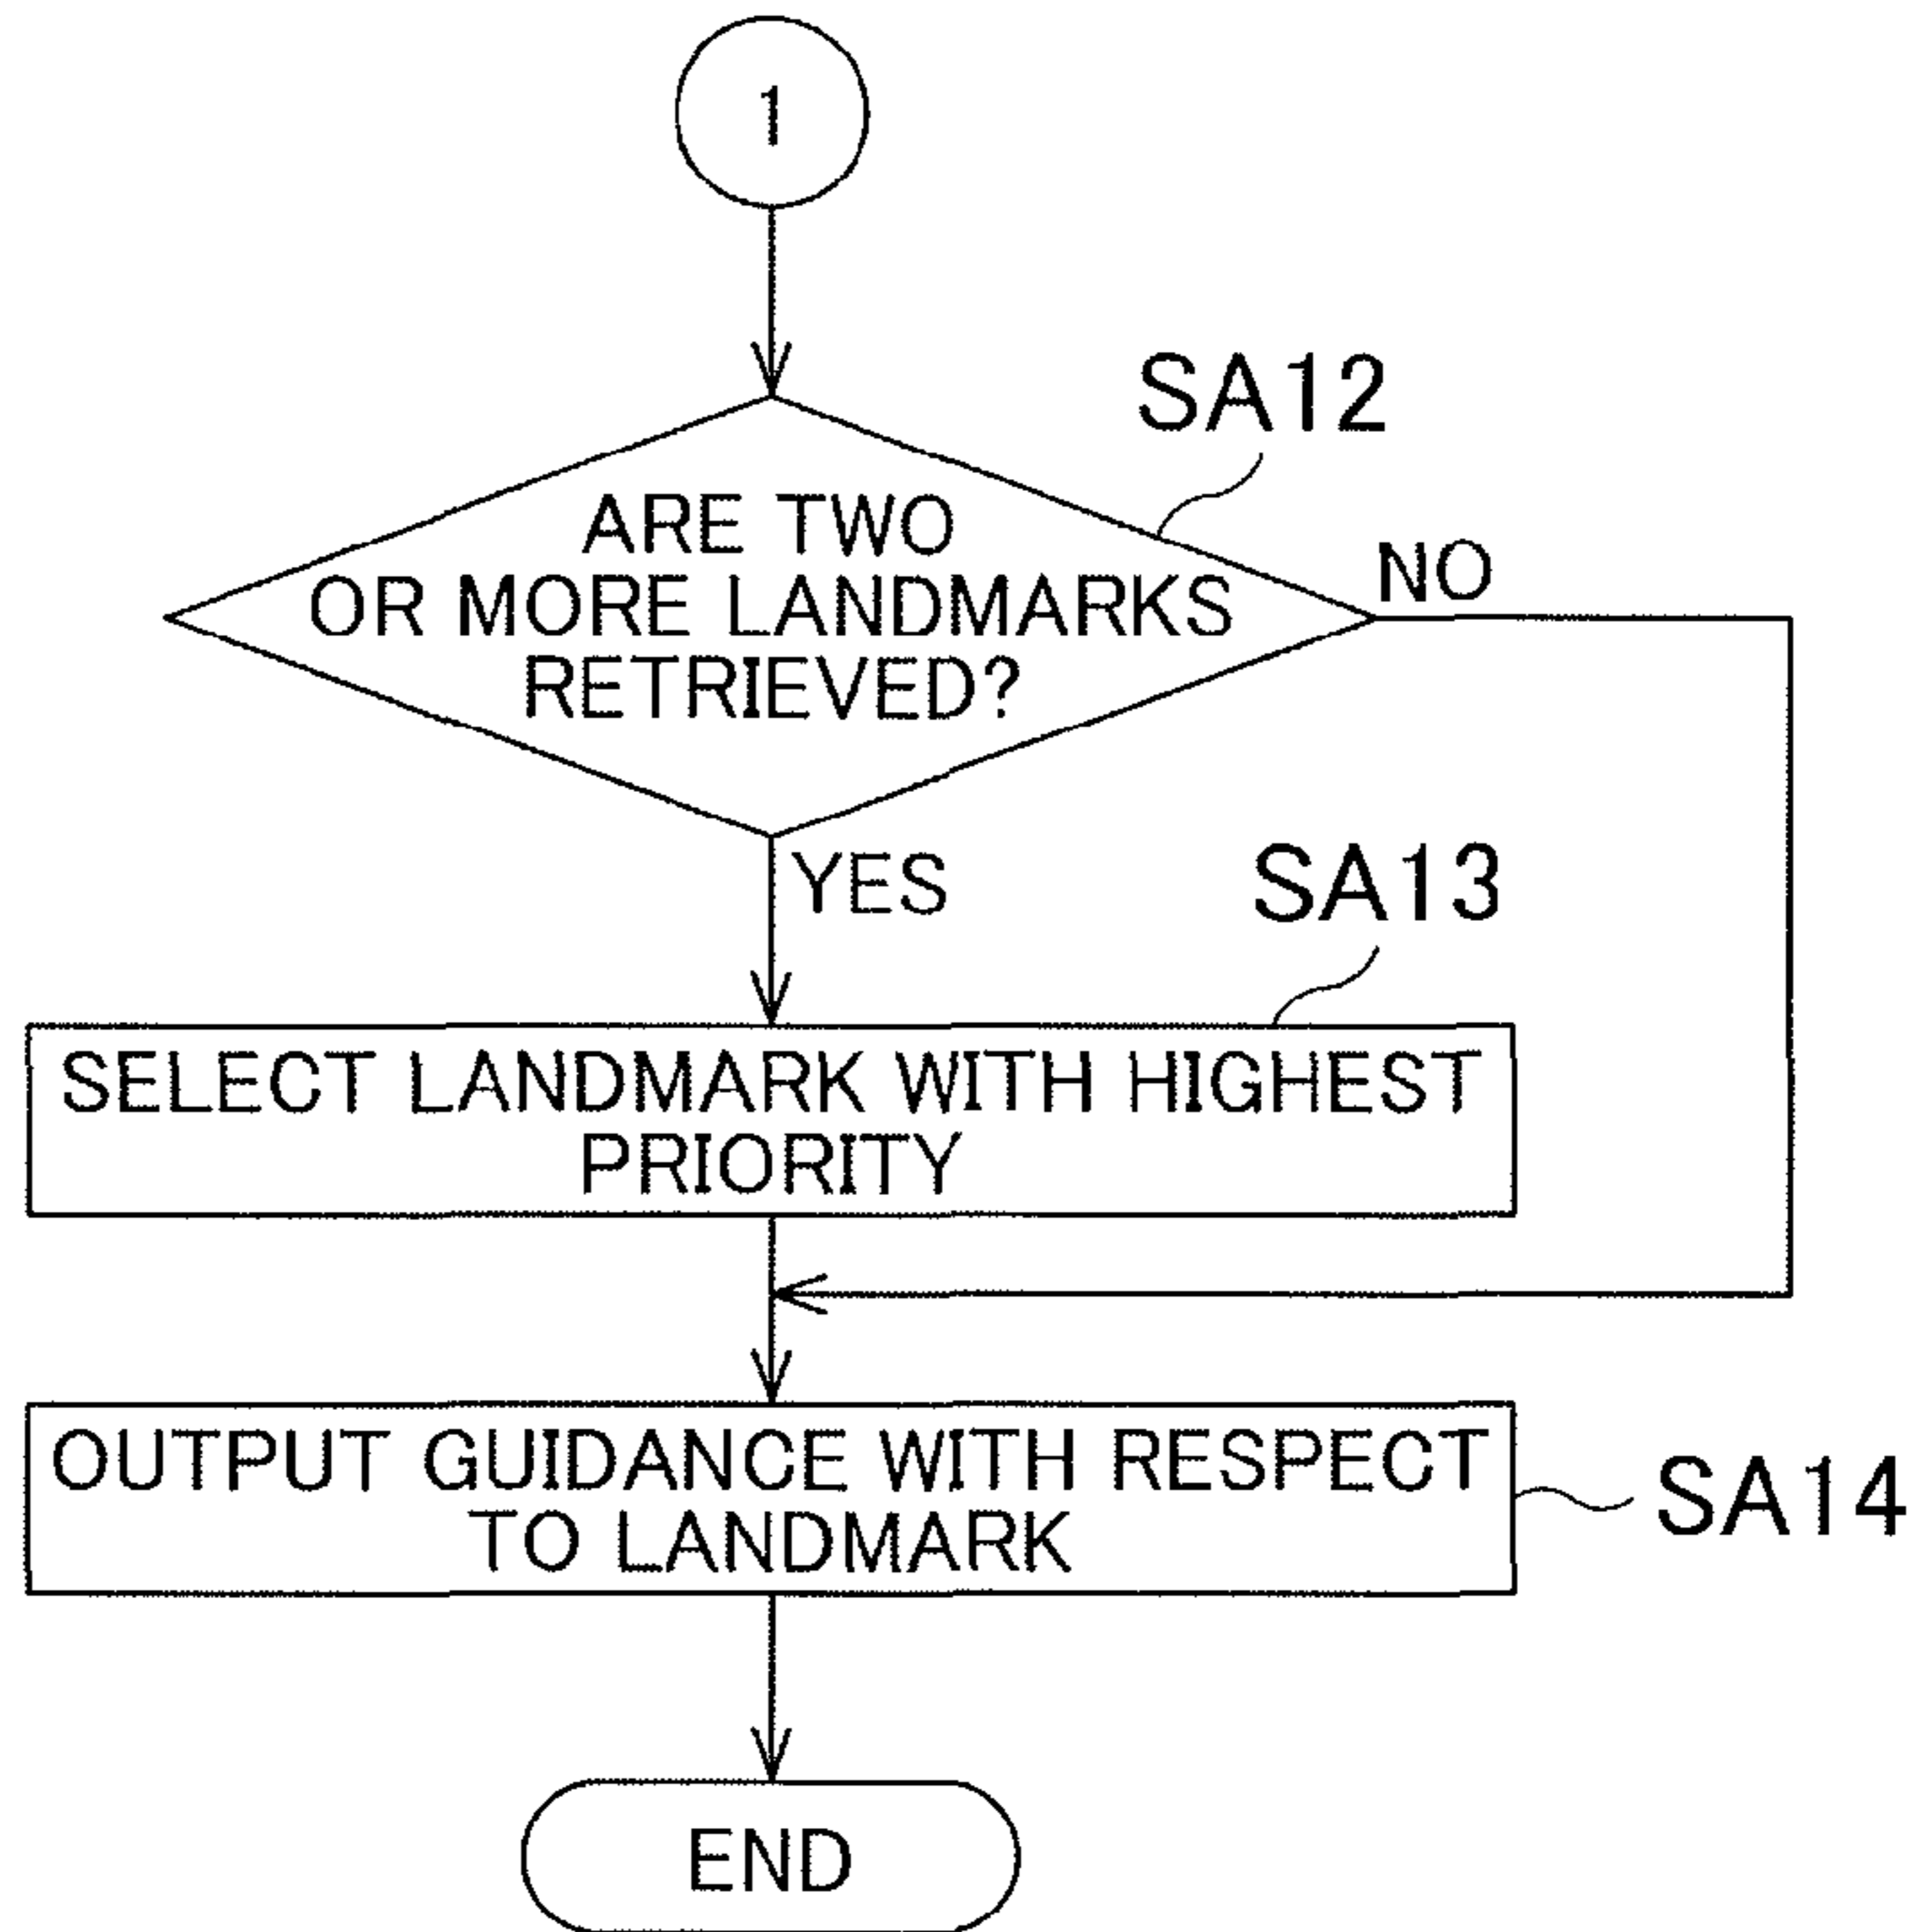 1
SA12
ARE TWO
OR MORE LANDMARKS
RETRIEVED?
NO
YES
SA13
SELECT LANDMARK WITH HIGHEST
PRIORITY
OUTPUT GUIDANCE WITH RESPECT
TO LANDMARK
SA14
END